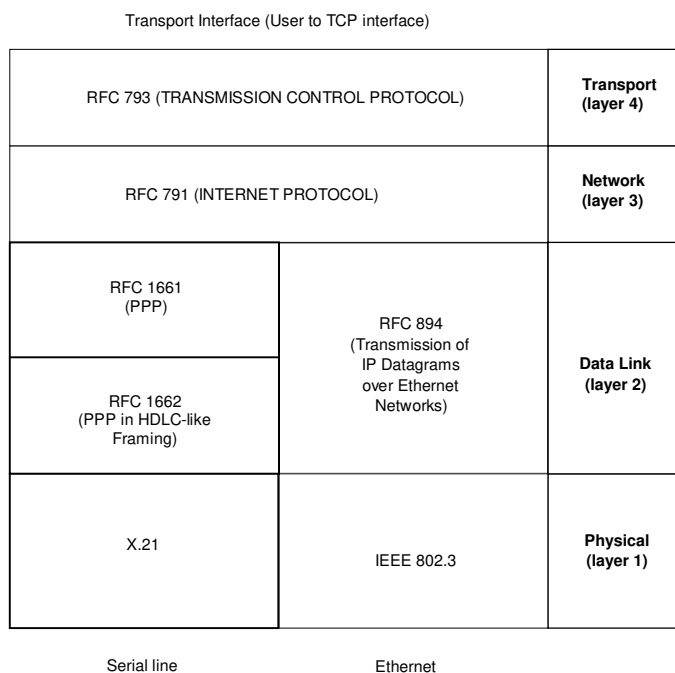 Transport Interface (User to TCP interface)
RFC 793 (TRANSMISSION CONTROL PROTOCOL)
Transport
(layer 4)
RFC 791 (INTERNET PROTOCOL)
Network
(layer 3)
RFC 1661
(PPP)
RFC 1662
(PPP in HDLC-like
Framing)
RFC 894
(Transmission of
IP Datagrams
over Ethernet
Networks)
Data Link
(layer 2)
X.21
IEEE 802.3
Physical
(layer 1)
Serial line
Ethernet